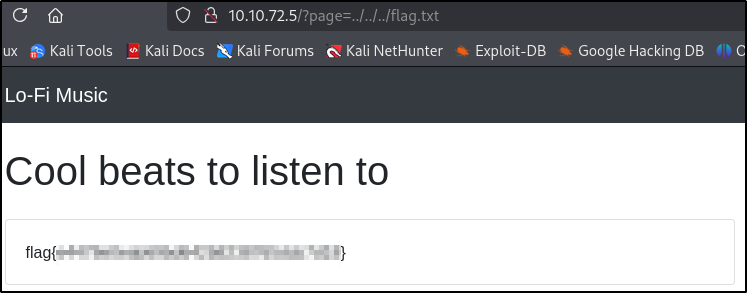 10.10.72.5/?page=../../../flag.txt
ux Kali Tools Kali Docs Kali Forums Kali NetHunter Exploit-DB Google Hacking DB
Lo-Fi Music
Cool beats to listen to
flag{ }